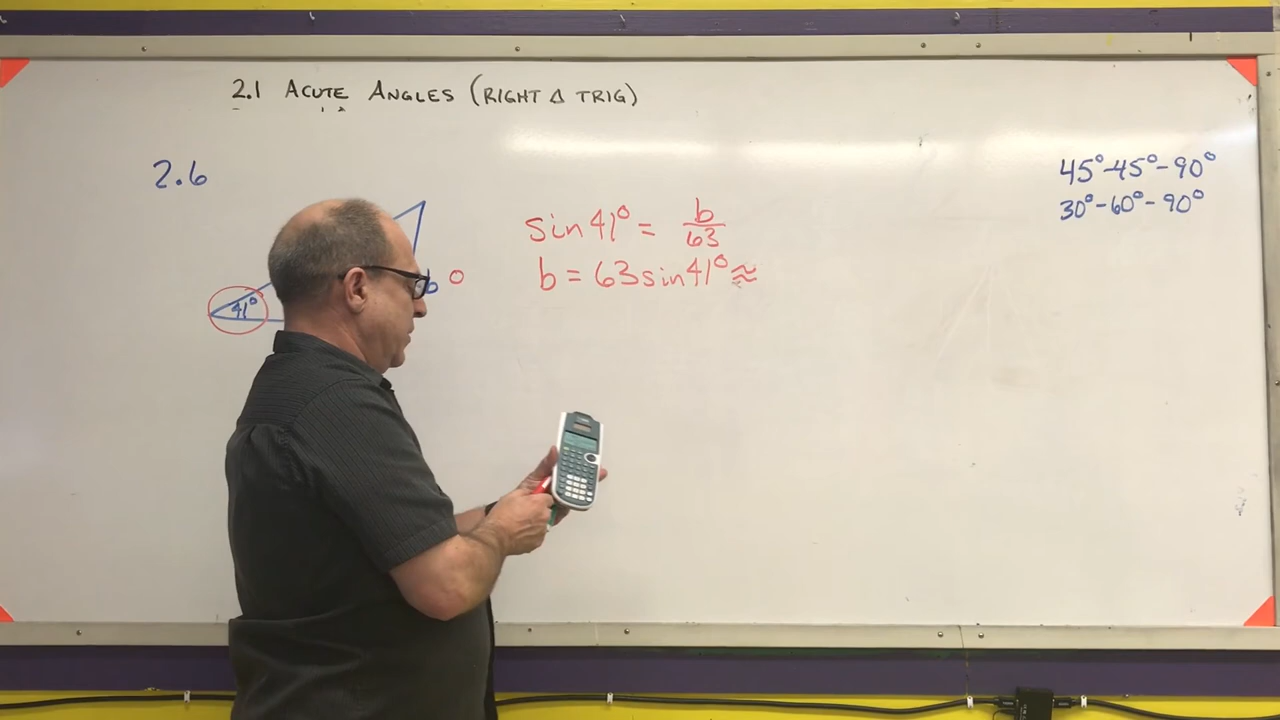 2.1 ACUTE ANGLES (RIGHT Δ TRIG)
2.6
45°-45°-90°
30°-60°-90°
sin 41° = b/63
b = 63 sin 41° ≈
41°
b O